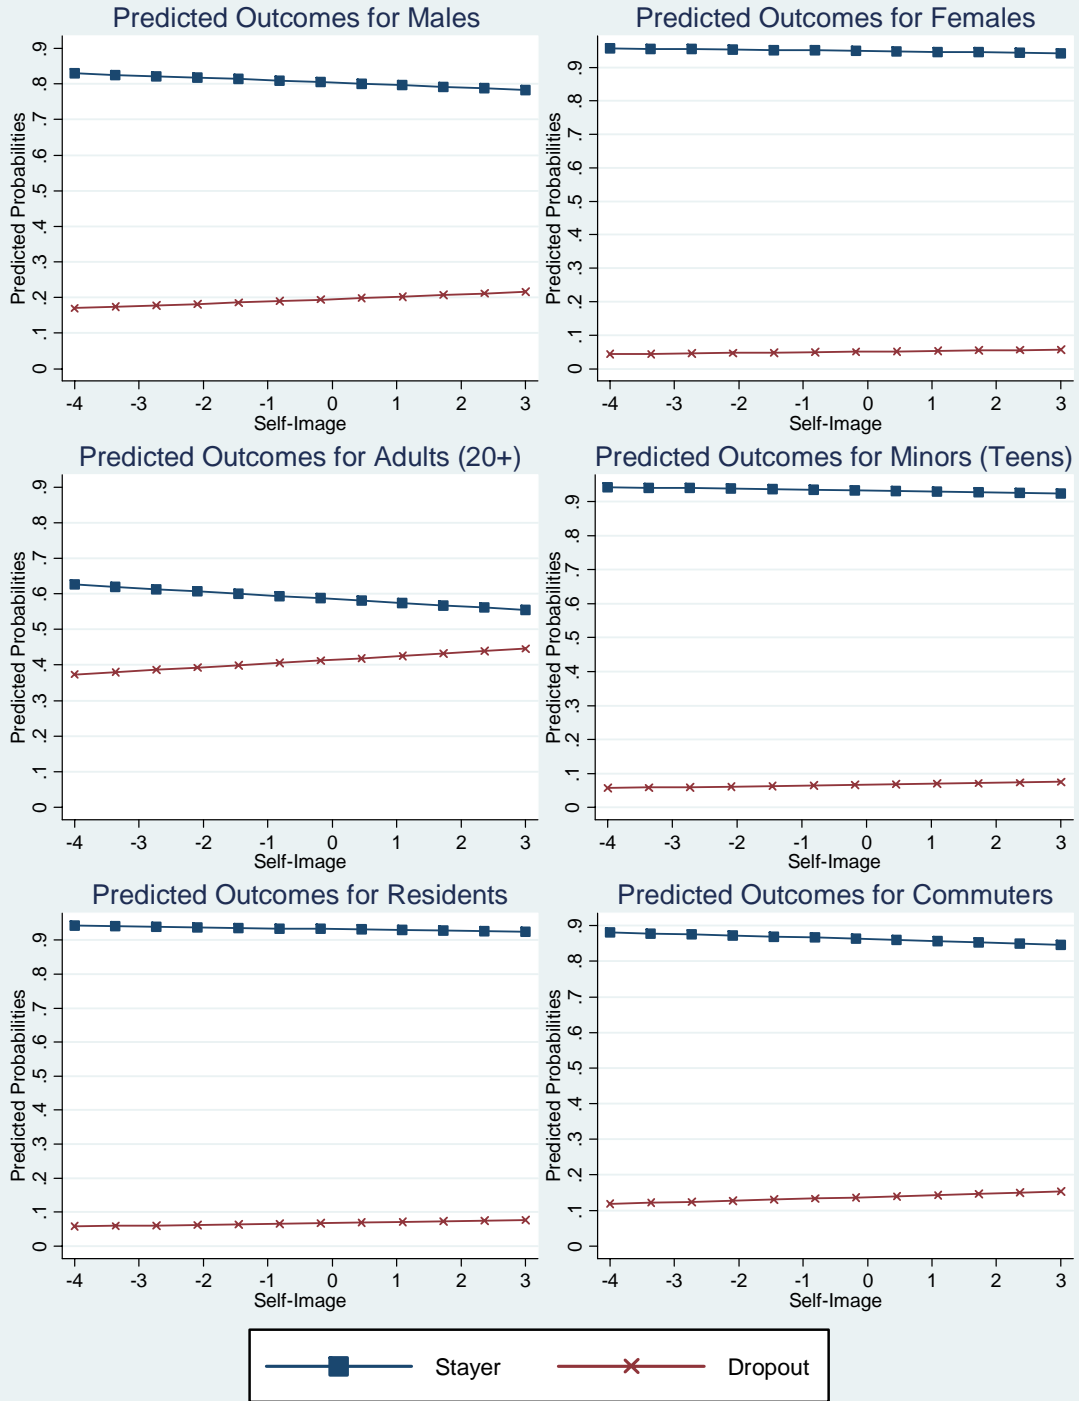 Predicted Outcomes for Males
Predicted Probabilities
.9
.8
.7
.6
.5
.4
.3
.2
.1
0
-4 -3 -2 -1 0 1 2 3
Self-Image
Predicted Outcomes for Females
Predicted Probabilities
.9
.8
.7
.6
.5
.4
.3
.2
.1
0
-4 -3 -2 -1 0 1 2 3
Self-Image
Predicted Outcomes for Adults (20+)
Predicted Probabilities
.9
.8
.7
.6
.5
.4
.3
.2
.1
0
-4 -3 -2 -1 0 1 2 3
Self-Image
Predicted Outcomes for Minors (Teens)
Predicted Probabilities
.9
.8
.7
.6
.5
.4
.3
.2
.1
0
-4 -3 -2 -1 0 1 2 3
Self-Image
Predicted Outcomes for Residents
Predicted Probabilities
.9
.8
.7
.6
.5
.4
.3
.2
.1
0
-4 -3 -2 -1 0 1 2 3
Self-Image
Predicted Outcomes for Commuters
Predicted Probabilities
.9
.8
.7
.6
.5
.4
.3
.2
.1
0
-4 -3 -2 -1 0 1 2 3
Self-Image
Stayer Dropout